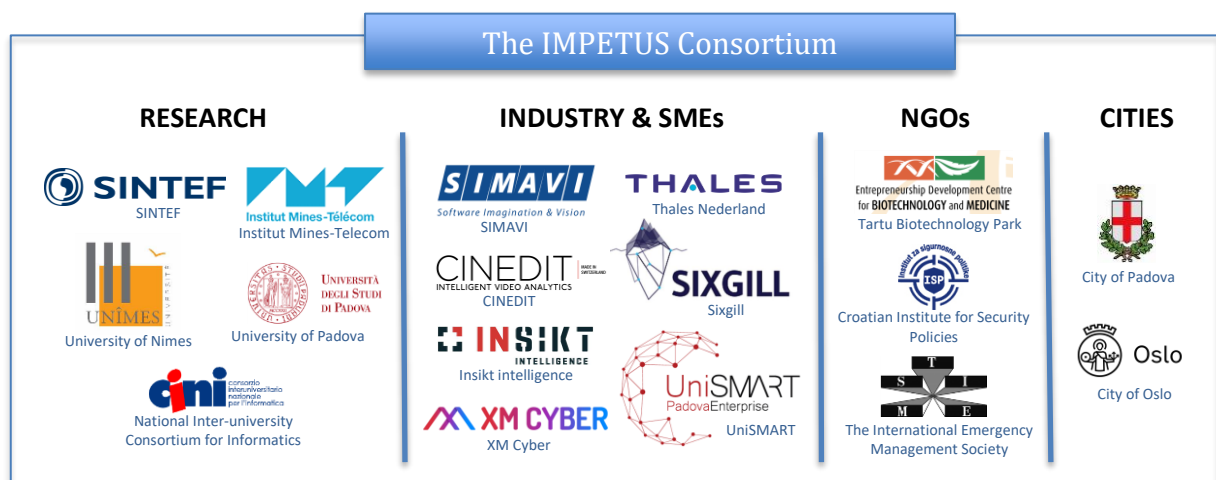 The IMPETUS Consortium
RESEARCH
SINTEF
SINTEF
Institut Mines-Télécom
Institut Mines-Telecom
UNÎMES
UNIVERSITÉ
University of Nimes
UNIVERSITÀ
DEGLI STUDI
DI PADOVA
University of Padova
cini
consorzio
interuniversitario
nazionale
per l'informatica
National Inter-university
Consortium for Informatics
INDUSTRY & SMEs
SIMAVI
Software Imagination & Vision
SIMAVI
THALES
Thales Nederland
CINEDIT
MADE IN
SWITZERLAND
INTELLIGENT VIDEO ANALYTICS
CINEDIT
SIXGILL
Sixgill
INSIKT
INTELLIGENCE
Insikt intelligence
UniSMART
PadovaEnterprise
UniSMART
XM CYBER
XM Cyber
NGOs
Entrepreneurship Development Centre
for BIOTECHNOLOGY and MEDICINE
Tartu Biotechnology Park
Institut za sigurnosne politike
ISP
Croatian Institute for Security
Policies
T
S I
M E
The International Emergency
Management Society
CITIES
City of Padova
Oslo
City of Oslo